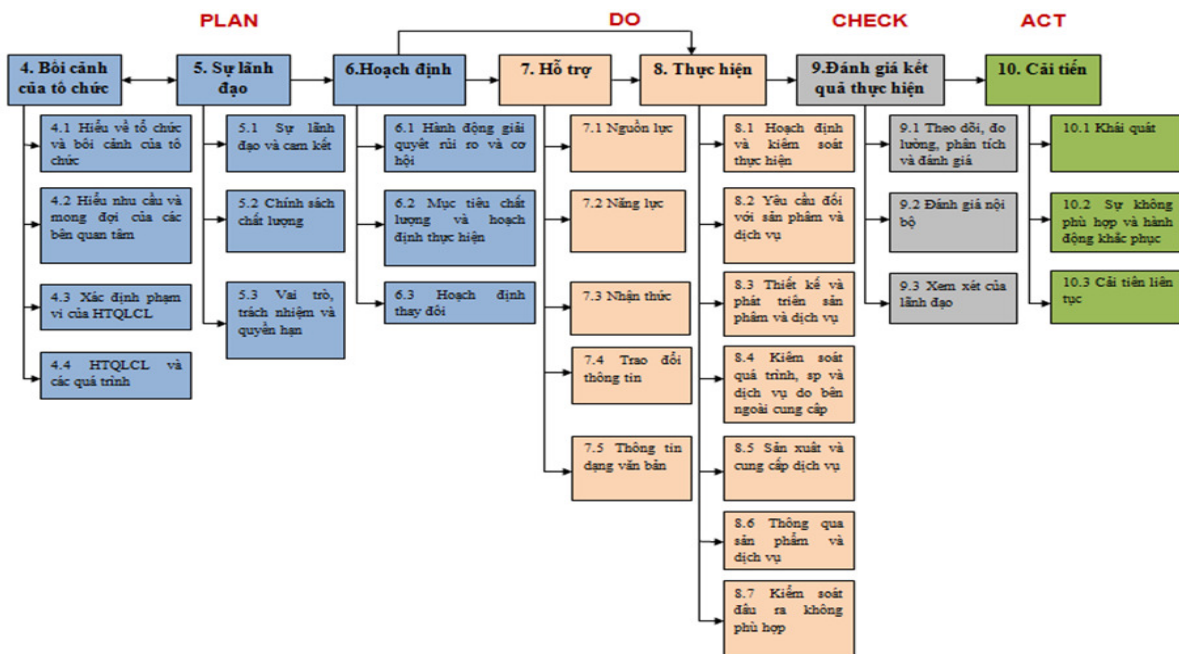 PLAN
DO
CHECK
ACT
4. Bối cảnh
của tổ chức
5. Sự lãnh
đạo
6.Hoạch định
7. Hỗ trợ
8. Thực hiện
9.Đánh giá kết
quả thực hiện
10. Cải tiến
4.1 Hiểu về tổ chức
và bối cảnh của tổ
chức
4.2 Hiểu nhu cầu và
mong đợi của các
bên quan tâm
4.3 Xác định phạm
vi của HTQLCL
4.4 HTQLCL và
các quá trình
5.1 Sự lãnh
đạo và cam kết
5.2 Chính sách
chất lượng
5.3 Vai trò,
trách nhiệm và
quyền hạn
6.1 Hành động giải
quyết rủi ro và cơ
hội
6.2 Mục tiêu chất
lượng và hoạch
định thực hiện
6.3 Hoạch định
thay đổi
7.1 Nguồn lực
7.2 Năng lực
7.3 Nhận thức
7.4 Trao đổi
thông tin
7.5 Thông tin
dạng văn bản
8.1 Hoạch định
và kiểm soát
thực hiện
8.2 Yêu cầu đối
với sản phẩm và
dịch vụ
8.3 Thiết kế và
phát triển sản
phẩm và dịch vụ
8.4 Kiểm soát
quá trình, sp và
dịch vụ do bên
ngoài cung cấp
8.5 Sản xuất và
cung cấp dịch vụ
8.6 Thông qua
sản phẩm và
dịch vụ
8.7 Kiểm soát
đầu ra không
phù hợp
9.1 Theo dõi, đo
lường, phân tích
và đánh giá
9.2 Đánh giá nội
bộ
9.3 Xem xét của
lãnh đạo
10.1 Khái quát
10.2 Sự không
phù hợp và hành
động khắc phục
10.3 Cải tiến liên
tục